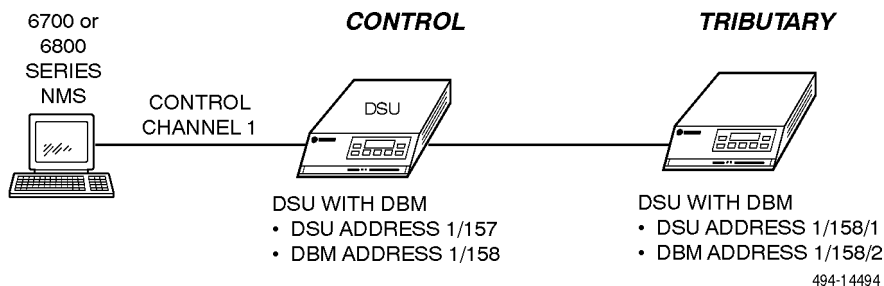 6700 or
6800
SERIES
NMS
CONTROL
CHANNEL 1
CONTROL
DSU
DSU WITH DBM
• DSU ADDRESS 1/157
• DBM ADDRESS 1/158
TRIBUTARY
DSU WITH DBM
• DSU ADDRESS 1/158/1
• DBM ADDRESS 1/158/2
494-14494